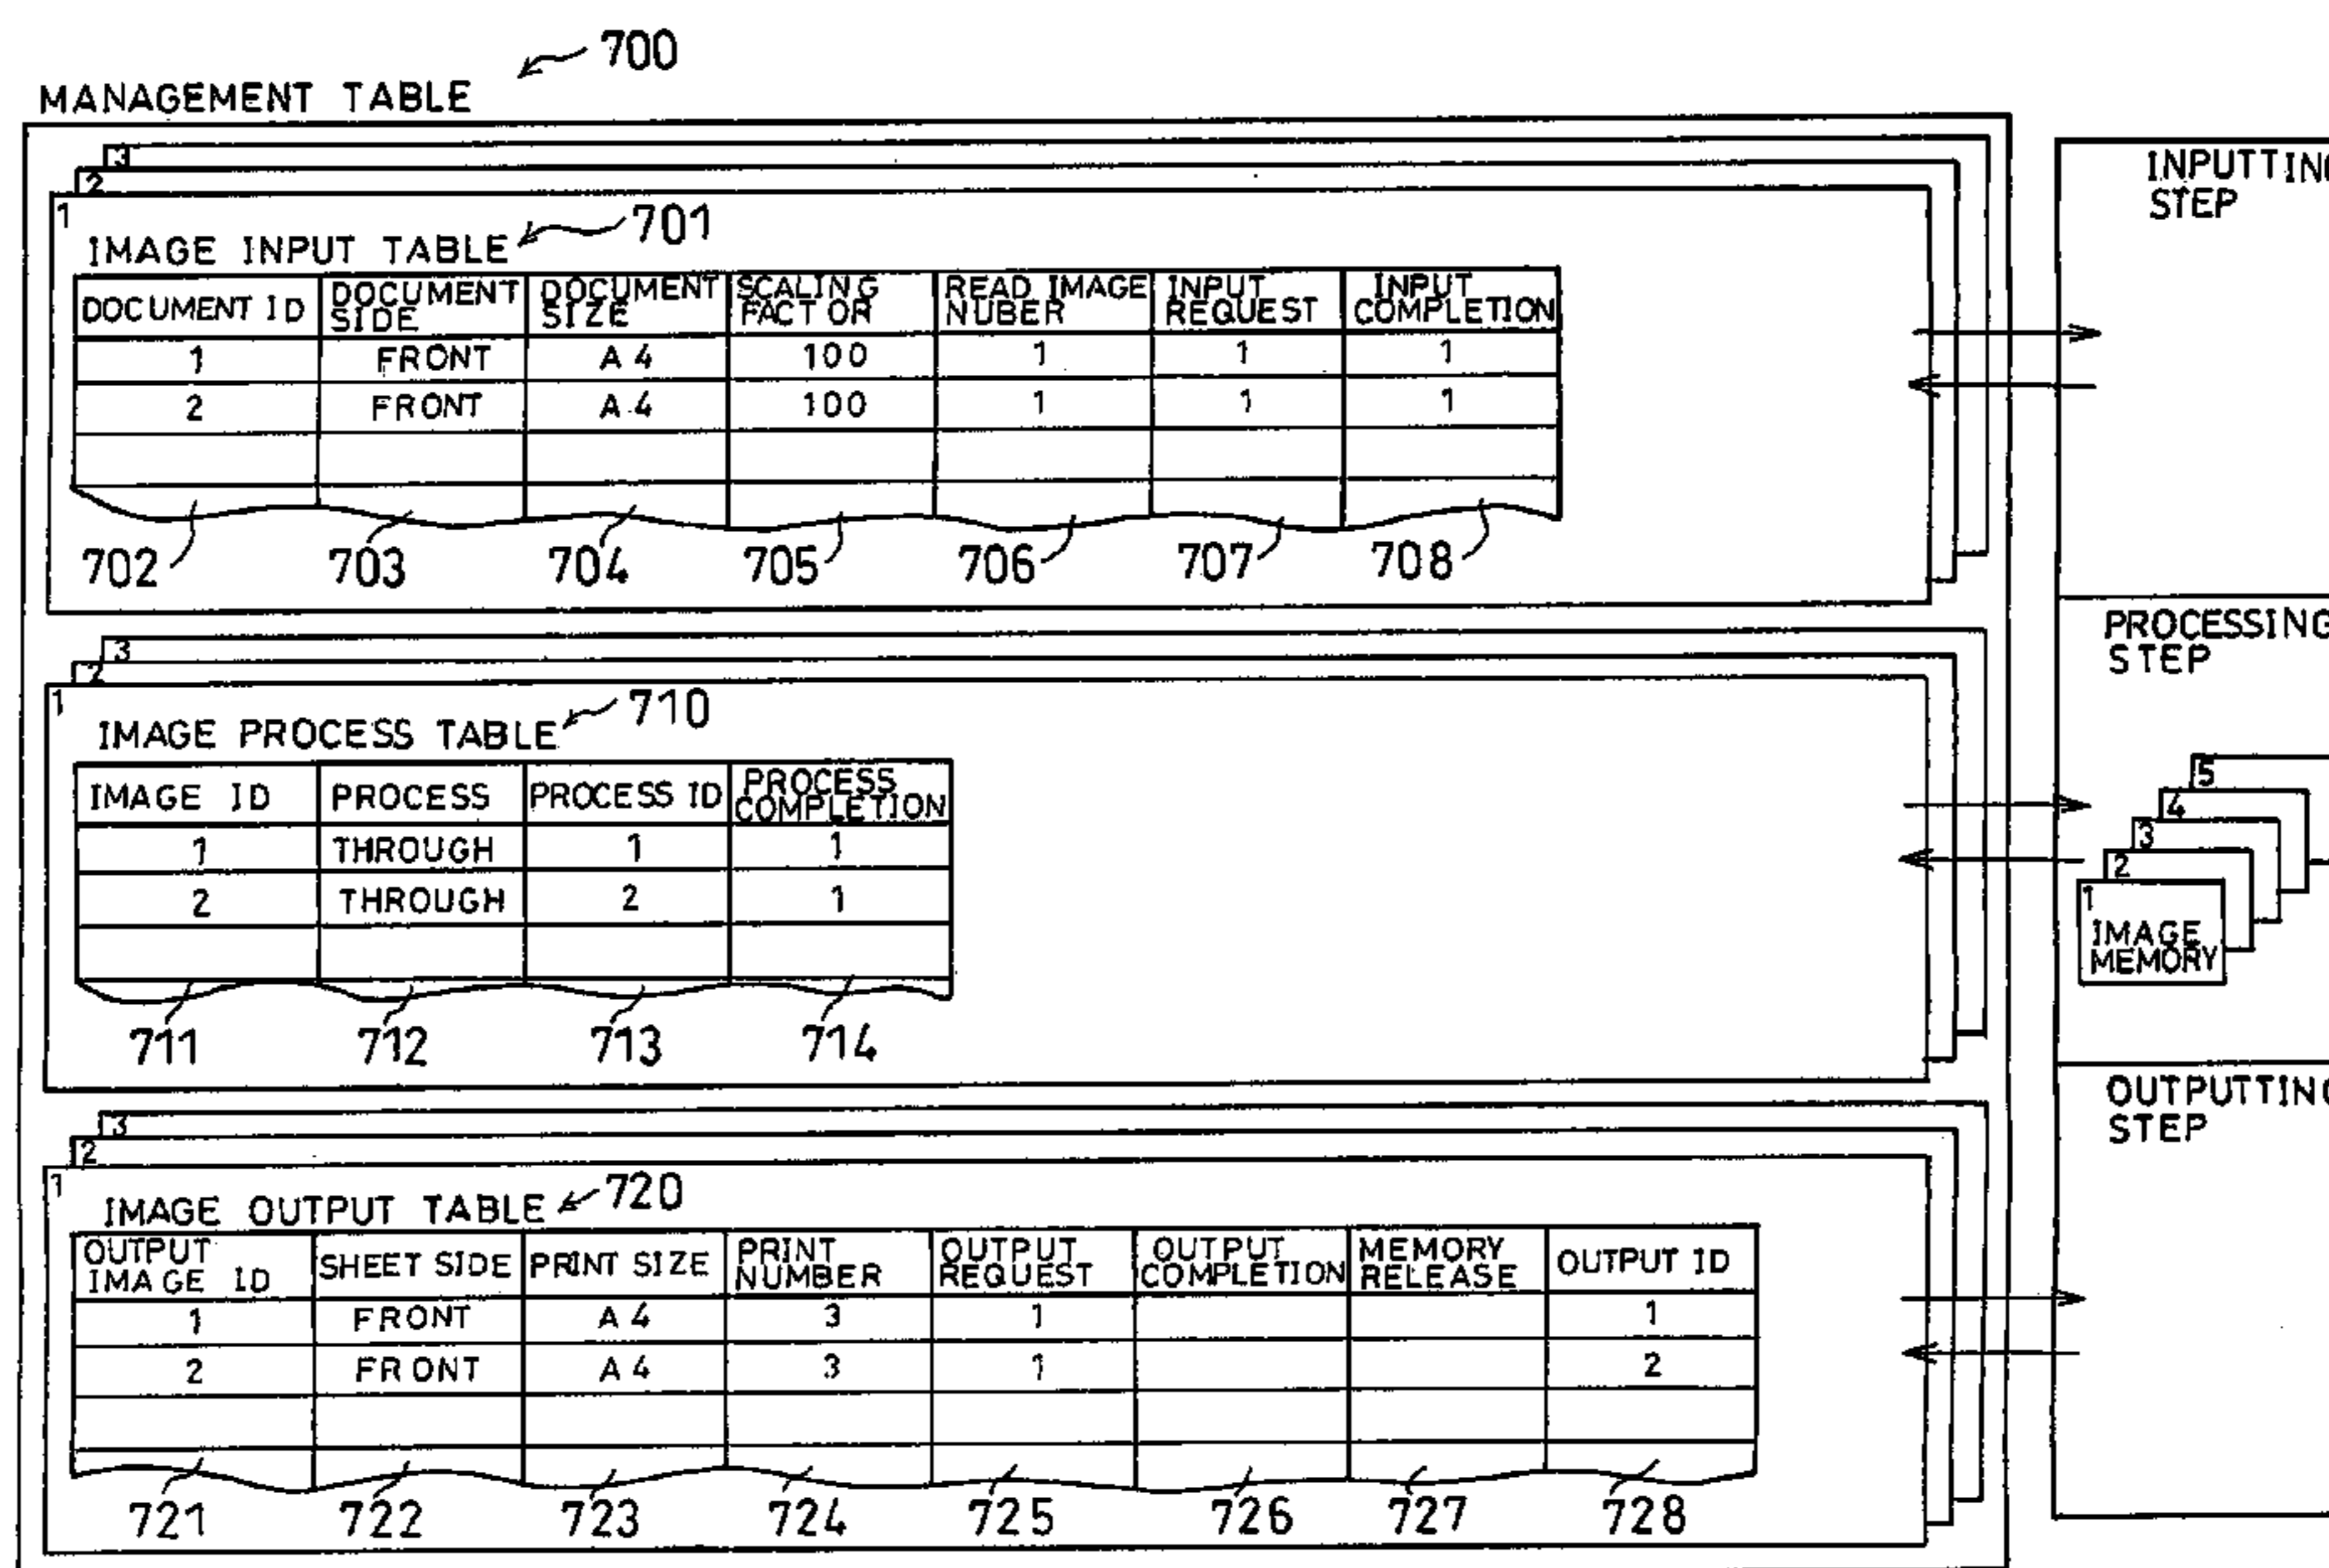 700
MANAGEMENT TABLE
3
2
1
IMAGE INPUT TABLE 701
DOCUMENT ID DOCUMENT SIDE DOCUMENT SIZE SCALING FACTOR READ IMAGE NUBER INPUT REQUEST INPUT COMPLETION
1 FRONT A4 100 1 1 1
2 FRONT A4 100 1 1 1
702 703 704 705 706 707 708
3
2
1
IMAGE PROCESS TABLE 710
IMAGE ID PROCESS PROCESS ID PROCESS COMPLETION
1 THROUGH 1 1
2 THROUGH 2 1
711 712 713 714
3
2
1
IMAGE OUTPUT TABLE 720
OUTPUT IMAGE ID SHEET SIDE PRINT SIZE PRINT NUMBER OUTPUT REQUEST OUTPUT COMPLETION MEMORY RELEASE OUTPUT ID
1 FRONT A4 3 1 1
2 FRONT A4 3 1 2
721 722 723 724 725 726 727 728
INPUTTING
STEP
PROCESSING
STEP
5
4
3
2
1
IMAGE
MEMORY
OUTPUTTING
STEP